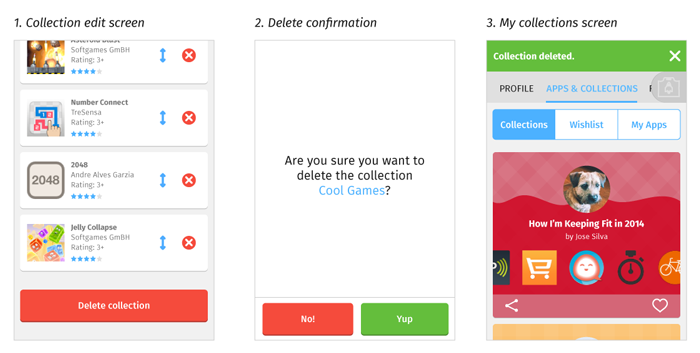 1. Collection edit screen
Asteroid Blast
Softgames GmbH
Rating: 3+
Number Connect
TreSensa
Rating: 3+
2048
2048
Andre Alves Garzia
Rating: 3+
Jelly Collapse
Softgames GmbH
Rating: 3+
Delete collection
2. Delete confirmation
Are you sure you want to
delete the collection
Cool Games?
No!
Yup
3. My collections screen
Collection deleted.
PROFILE
APPS & COLLECTIONS
Collections
Wishlist
My Apps
How I'm Keeping Fit in 2014
by Jose Silva